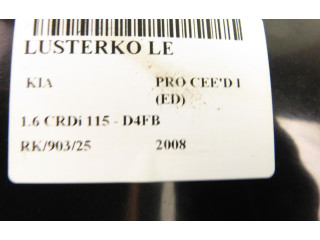 LUSTERKO LE
KIA PRO CEE'D I
(ED)
1.6 CRDi 115 - D4FB
RK/903/25 2008